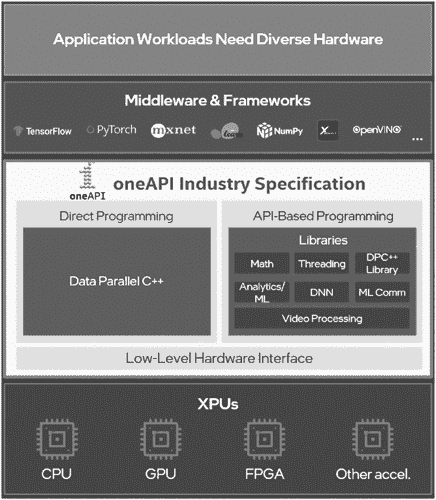 Application Workloads Need Diverse Hardware
Middleware & Frameworks
TensorFlow
PyTorch
mxnet
learn
NumPy
OpenVINO
...
oneAPI
oneAPI Industry Specification
Direct Programming
Data Parallel C++
API-Based Programming
Libraries
Math
Threading
DPC++
Library
Analytics/
ML
DNN
ML Comm
Video Processing
Low-Level Hardware Interface
XPUs
CPU
GPU
FPGA
Other accel.